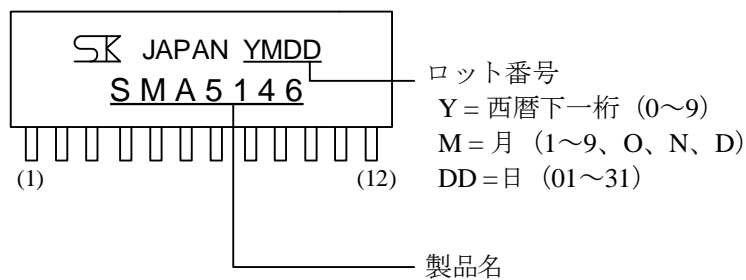 SK JAPAN YMDD
SMA5146
(1) (12)
ロット番号
Y = 西暦下一桁（0～9）
M = 月（1～9、O、N、D）
DD =日（01～31）
製品名